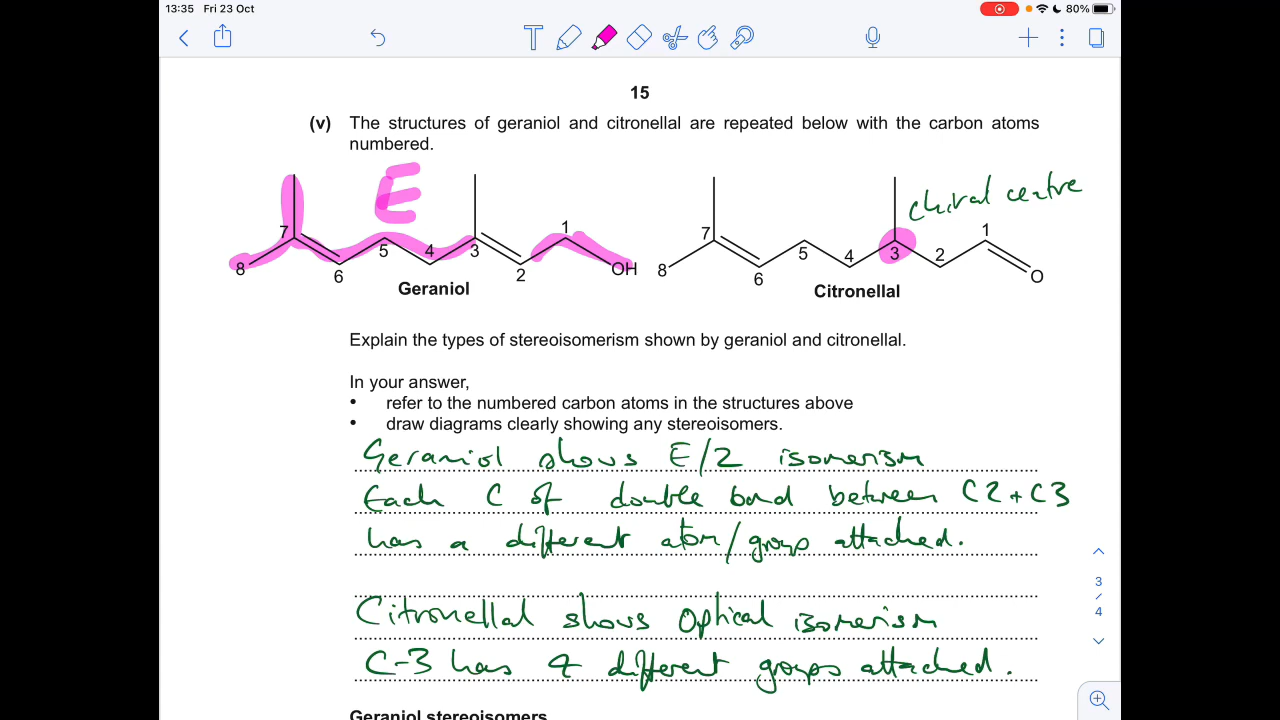 13:35 Fri 23 Oct
80%
T
15
(v) The structures of geraniol and citronellal are repeated below with the carbon atoms
numbered.
E
chiral centre
7 5 4 3 1 8 6 2 OH
Geraniol
7 5 4 3 2 1 8 6 O
Citronellal
Explain the types of stereoisomerism shown by geraniol and citronellal.
In your answer,
• refer to the numbered carbon atoms in the structures above
• draw diagrams clearly showing any stereoisomers.
Geraniol shows E/Z isomerism
Each C of double bond between C2 + C3
has a different atom/group attached.
Citronellal shows Optical isomerism
C-3 has 4 different groups attached.
Geraniol stereoisomers
3
/
4